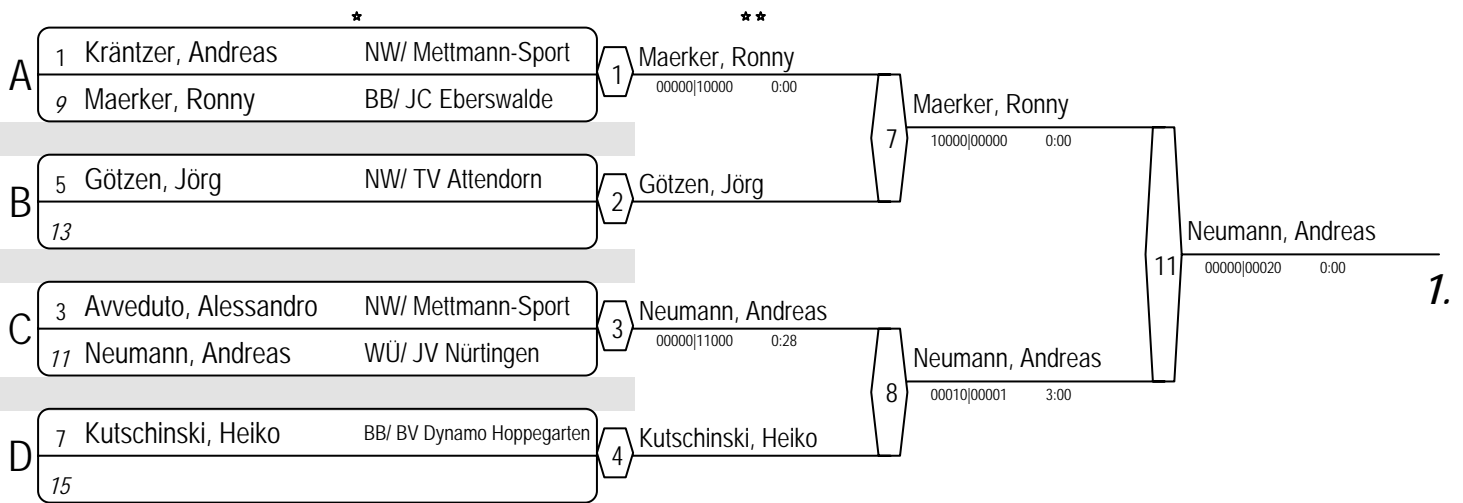 * **
A 1 Kräntzer, Andreas NW/ Mettmann-Sport
9 Maerker, Ronny BB/ JC Eberswalde
1 Maerker, Ronny
00000|10000 0:00
B 5 Götzen, Jörg NW/ TV Attendorn
13
2 Götzen, Jörg
7 Maerker, Ronny
10000|00000 0:00
C 3 Avveduto, Alessandro NW/ Mettmann-Sport
11 Neumann, Andreas WÜ/ JV Nürtingen
3 Neumann, Andreas
00000|11000 0:28
D 7 Kutschinski, Heiko BB/ BV Dynamo Hoppegarten
15
4 Kutschinski, Heiko
8 Neumann, Andreas
00010|00001 3:00
11 Neumann, Andreas
00000|00020 0:00
1.